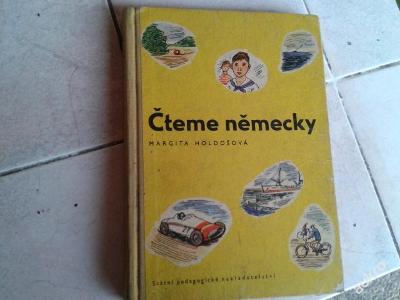 Čteme německy
MARGITA HOLDOŠOVÁ
Státní pedagogické nakladatelství